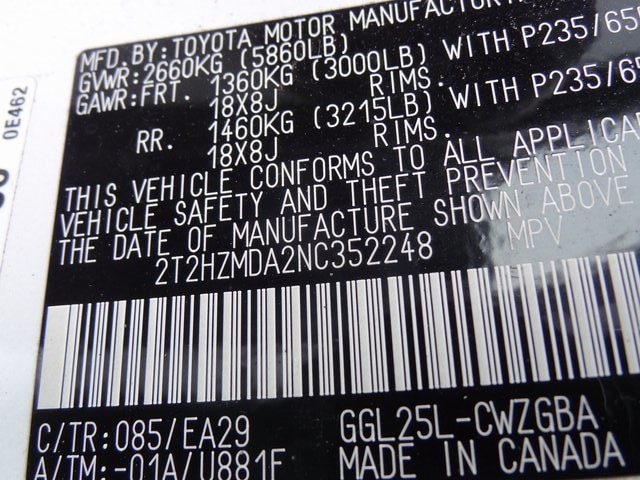 MFD. BY: TOYOTA MOTOR MANUFACTUR
GVWR: 2660KG (5860LB)
GAWR: FRT. 1360KG (3000LB) WITH P235/65
18X8J RIMS.
RR. 1460KG (3215LB) WITH P235/65
18X8J RIMS.
THIS VEHICLE CONFORMS TO ALL APPLICA
VEHICLE SAFETY AND THEFT PREVENTION
THE DATE OF MANUFACTURE SHOWN ABOVE
2T2HZMDA2NC352248 MPV
C/TR: 085/EA29 GGL25L-CWZGBA
A/TM: -01A/U881F MADE IN CANADA
0E462